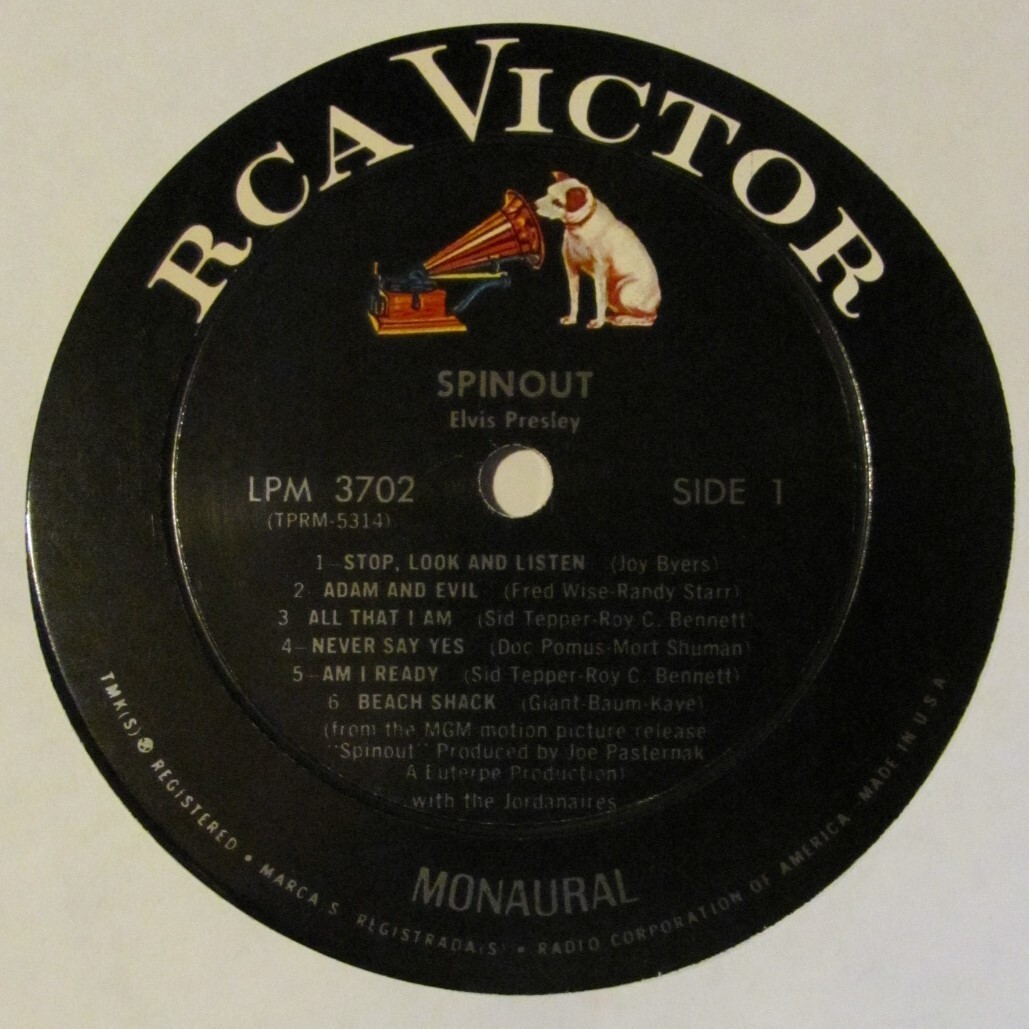 RCA VICTOR
SPINOUT
Elvis Presley
LPM 3702
SIDE 1
(TPRM-5314)
1-STOP, LOOK AND LISTEN (Joy Byers)
2-ADAM AND EVIL (Fred Wise-Randy Starr)
3 ALL THAT I AM (Sid Tepper-Roy C. Bennett)
4-NEVER SAY YES (Doc Pomus-Mort Shuman)
5-AM I READY (Sid Tepper-Roy C. Bennett)
6 BEACH SHACK (Giant-Baum-Kaye)
(from the MGM motion picture release
"Spinout" Produced by Joe Pasternak
A Euterpe Production)
with the Jordanaires
MONAURAL
TMK(S) ® REGISTERED • MARCA S REGISTRADA(S) • RADIO CORPORATION OF AMERICA-MADE IN U.S.A.